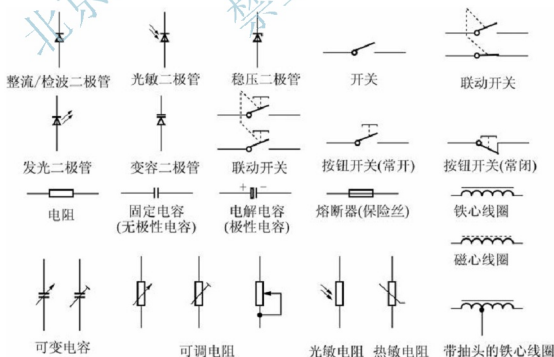 北京
整流/检波二极管 光敏二极管 稳压二极管 开关 联动开关
发光二极管 变容二极管 联动开关 按钮开关(常开) 按钮开关(常闭)
+ −
电阻 固定电容 电解电容 熔断器(保险丝) 铁心线圈
(无极性电容) (极性电容)
磁心线圈
可变电容 可调电阻 光敏电阻 热敏电阻 带抽头的铁心线圈